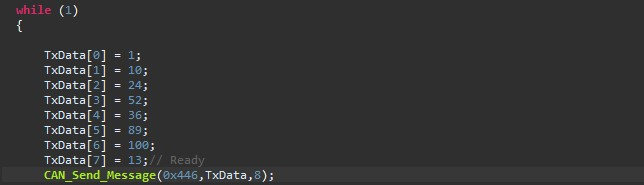 while (1)
{
TxData[0] = 1;
TxData[1] = 10;
TxData[2] = 24;
TxData[3] = 52;
TxData[4] = 36;
TxData[5] = 89;
TxData[6] = 100;
TxData[7] = 13;// Ready
CAN_Send_Message(0x446,TxData,8);